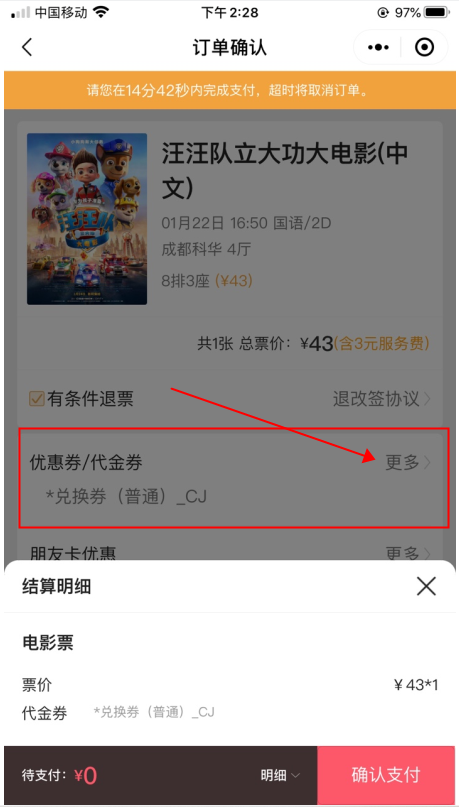 中国移动
下午 2:28
97%
订单确认
请您在14分42秒内完成支付，超时将取消订单。
汪汪队立大功大电影(中
文)
01月22日 16:50 国语/2D
成都科华 4厅
8排3座 (¥43)
共1张 总票价：¥43(含3元服务费)
有条件退票
退改签协议
优惠券/代金券
更多
*兑换券（普通）_CJ
朋友卡优惠
更多
结算明细
电影票
票价
¥ 43*1
代金券
*兑换券（普通）_CJ
待支付：¥0
明细
确认支付